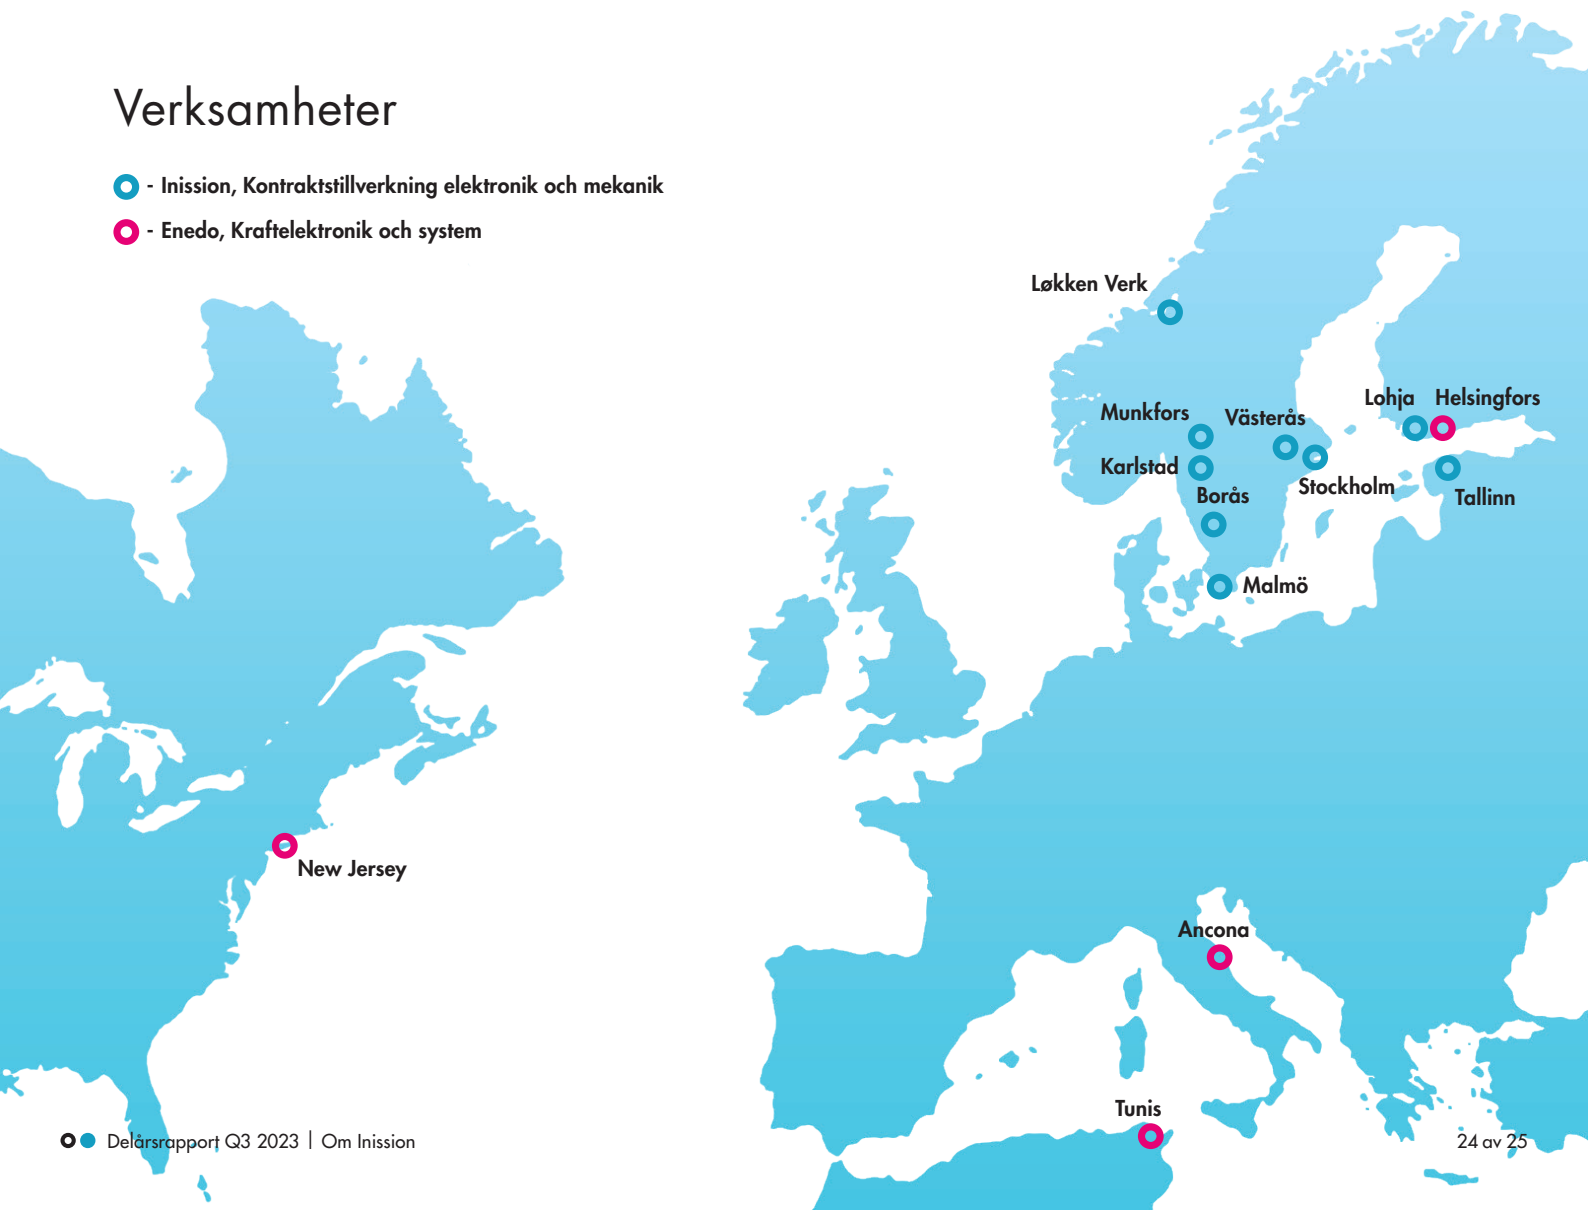 Verksamheter
- Inission, Kontraktstillverkning elektronik och mekanik
- Enedo, Kraftelektronik och system
Løkken Verk
Lohja
Helsingfors
Munkfors
Västerås
Karlstad
Stockholm
Borås
Tallinn
Malmö
New Jersey
Ancona
Tunis
Delårsrapport Q3 2023 | Om Inission
24 av 25